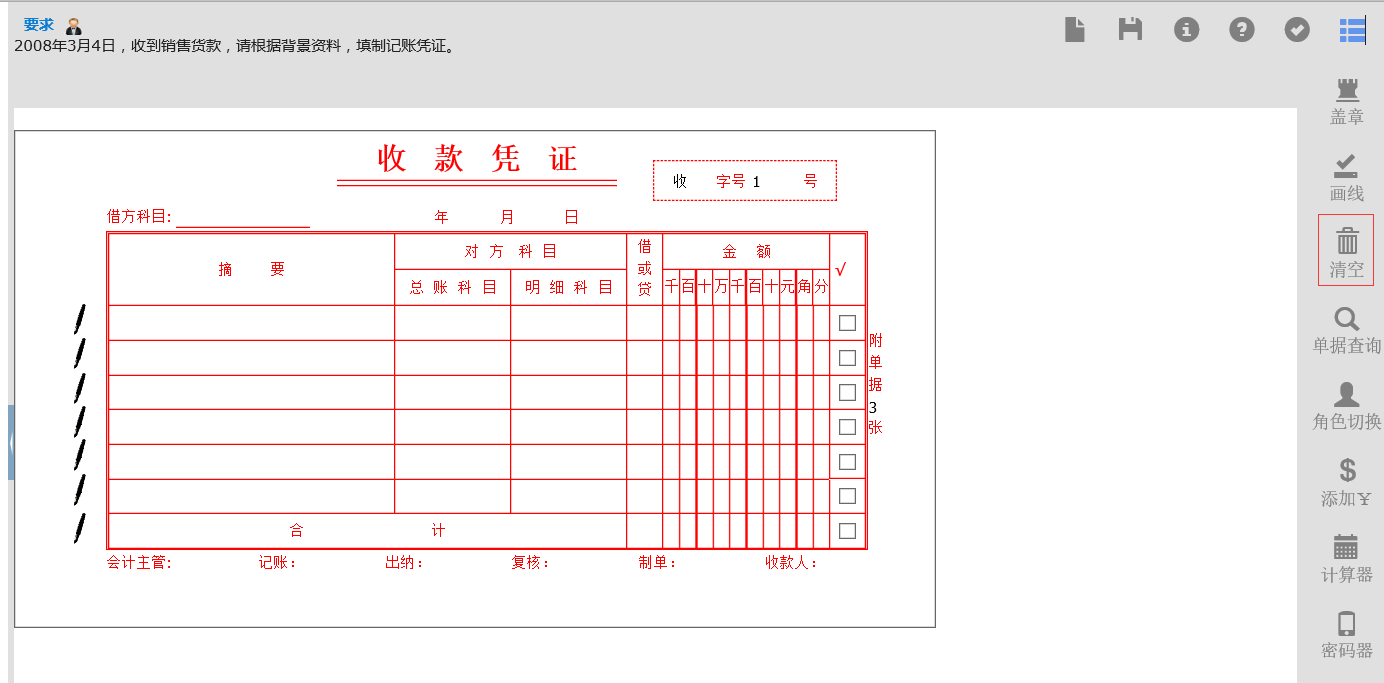 要求
2008年3月4日，收到销售货款，请根据背景资料，填制记账凭证。
收 款 凭 证
收 字号 1 号
借方科目: 年 月 日
摘 要
对 方 科 目
总 账 科 目
明 细 科 目
借或贷
金 额
千百十万千百十元角分
√
附单据3张
合 计
会计主管: 记账: 出纳: 复核: 制单: 收款人:
盖章
画线
清空
单据查询
角色切换
添加¥
计算器
密码器